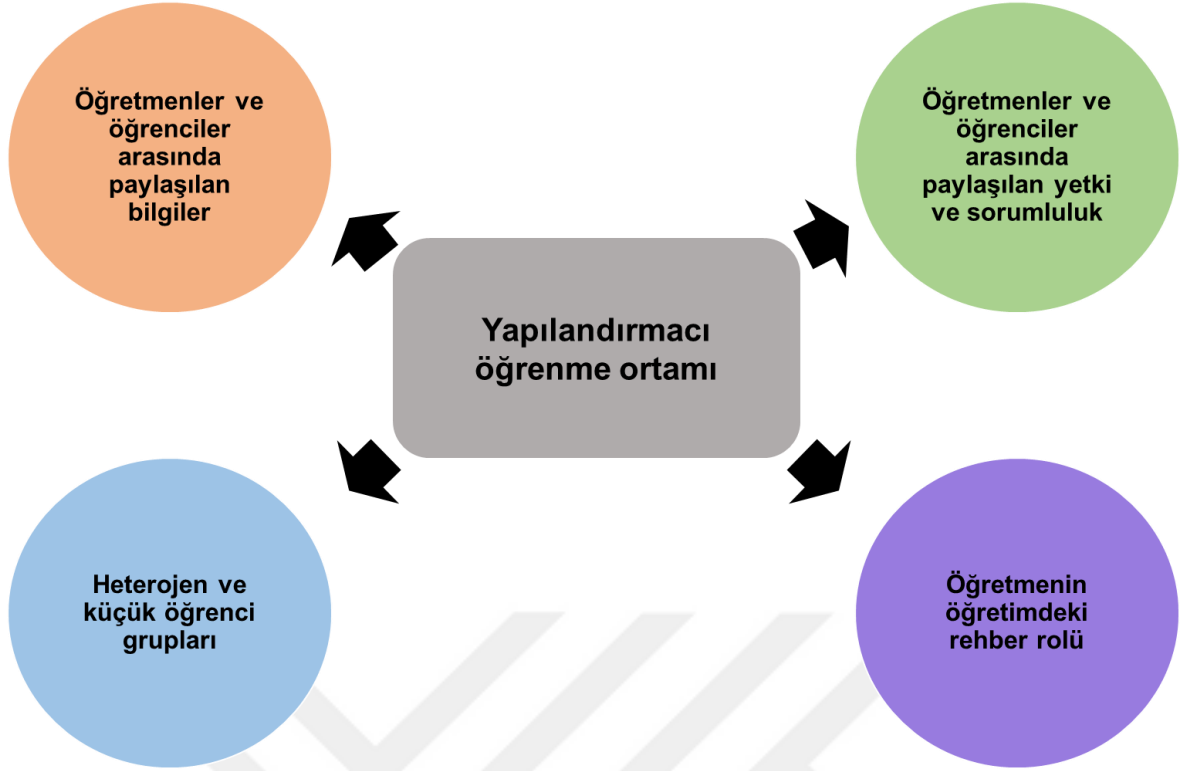 Öğretmenler ve
öğrenciler
arasında
paylaşılan
bilgiler
Öğretmenler ve
öğrenciler
arasında
paylaşılan yetki
ve sorumluluk
Yapılandırmacı
öğrenme ortamı
Heterojen ve
küçük öğrenci
grupları
Öğretmenin
öğretimdeki
rehber rolü